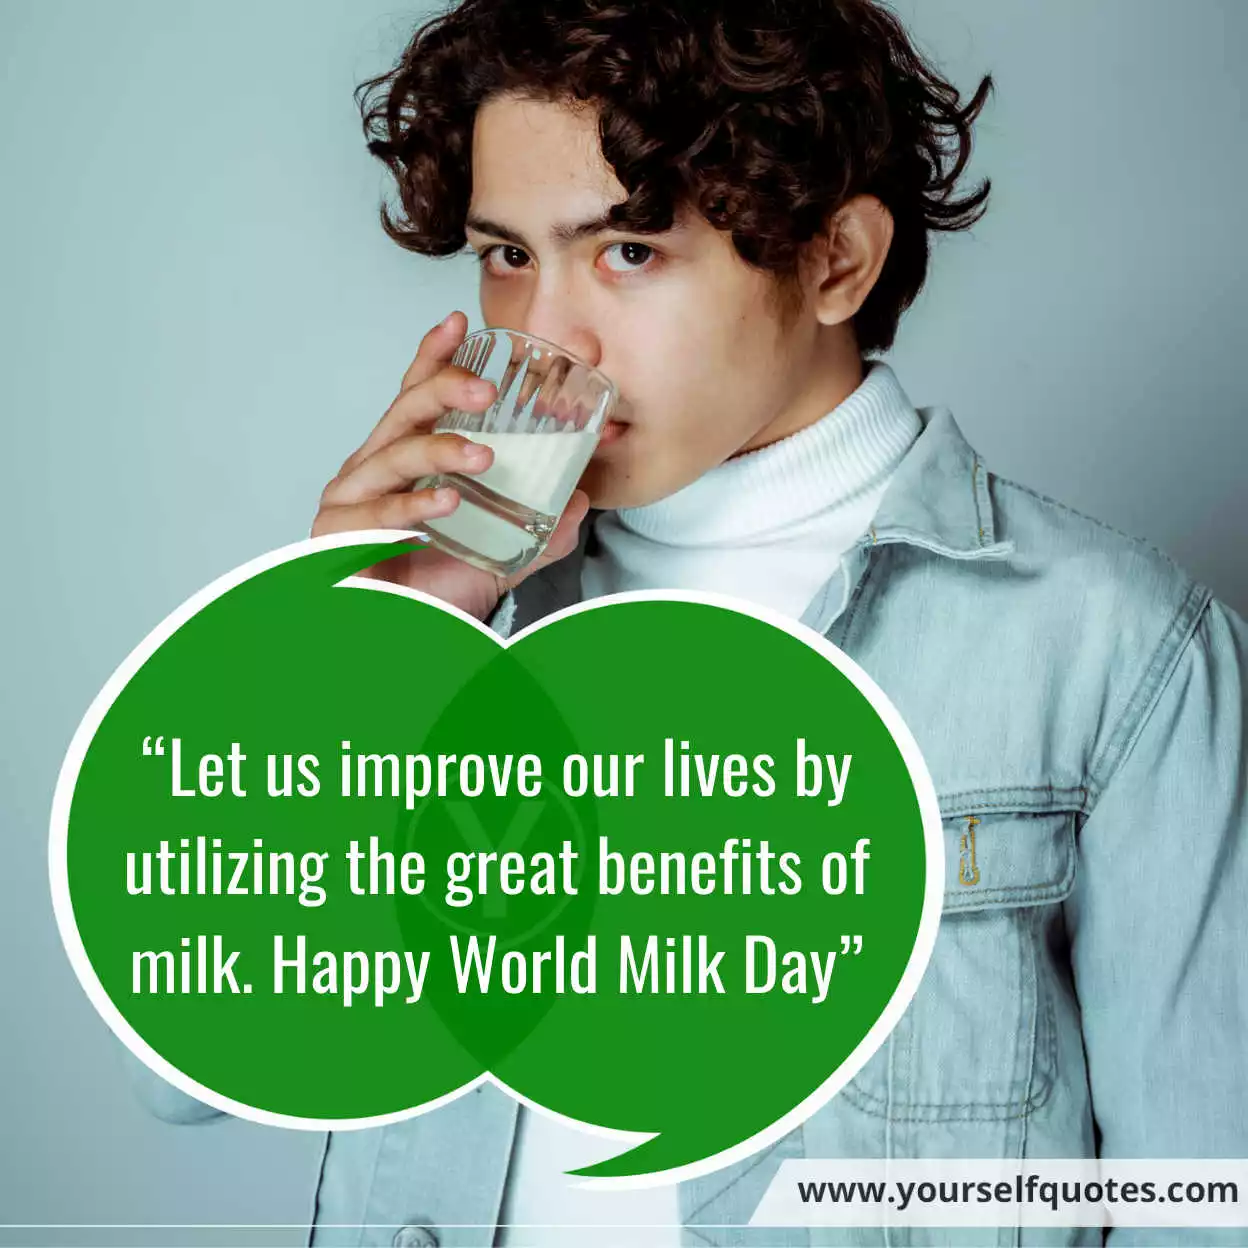 “Let us improve our lives by
utilizing the great benefits of
milk. Happy World Milk Day”
www.yourselfquotes.com